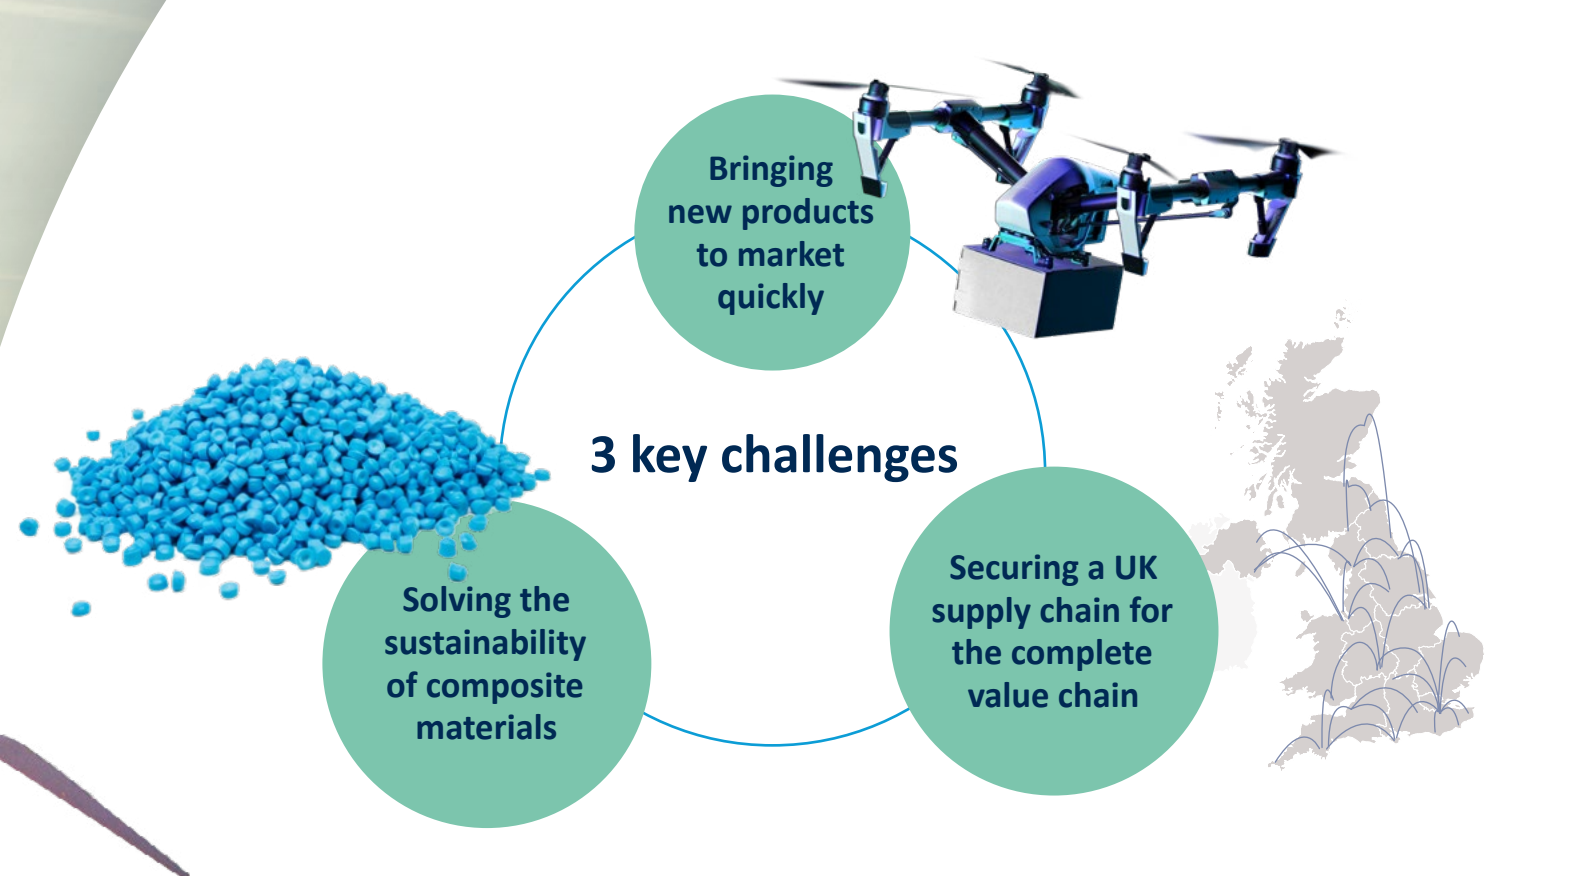 Bringing
new products
to market
quickly
3 key challenges
Securing a UK
supply chain for
the complete
value chain
Solving the
sustainability
of composite
materials